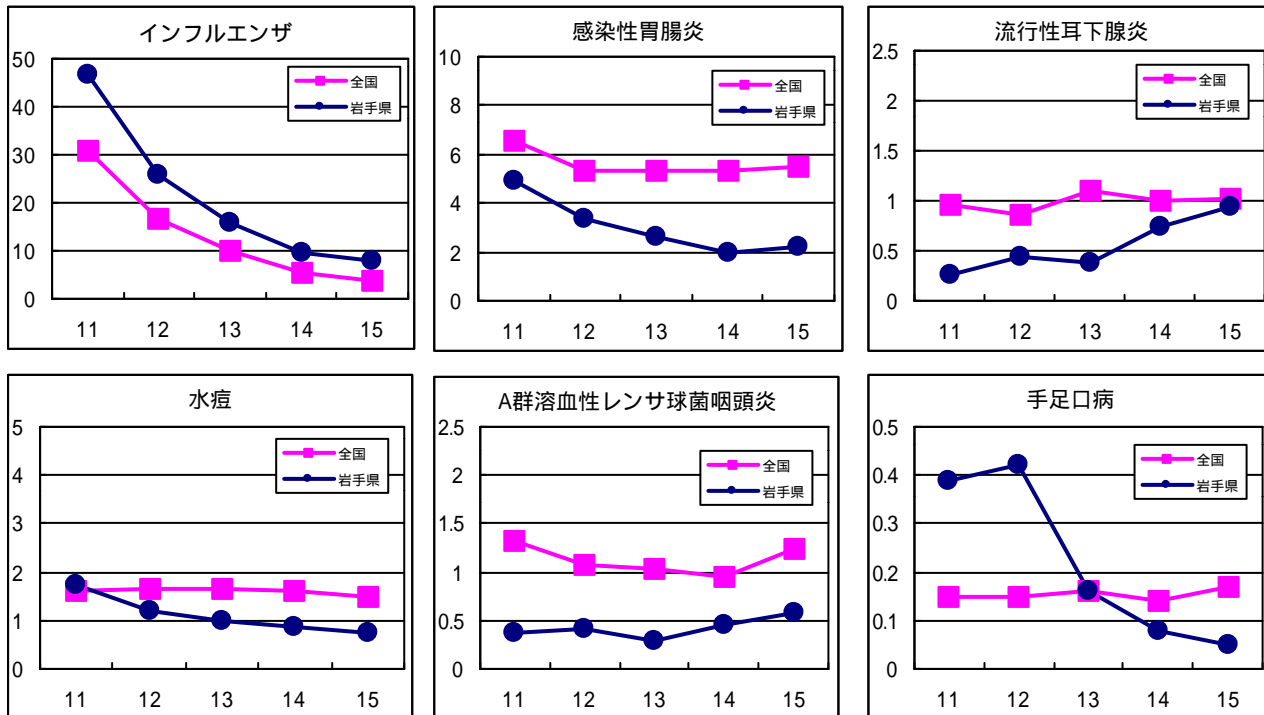 インフルエンザ
50
40
30
20
10
0
11 12 13 14 15
全国
岩手県
感染性胃腸炎
10
8
6
4
2
0
11 12 13 14 15
全国
岩手県
流行性耳下腺炎
2.5
2
1.5
1
0.5
0
11 12 13 14 15
全国
岩手県
水痘
5
4
3
2
1
0
11 12 13 14 15
全国
岩手県
A群溶血性レンサ球菌咽頭炎
2.5
2
1.5
1
0.5
0
11 12 13 14 15
全国
岩手県
手足口病
0.5
0.4
0.3
0.2
0.1
0
11 12 13 14 15
全国
岩手県